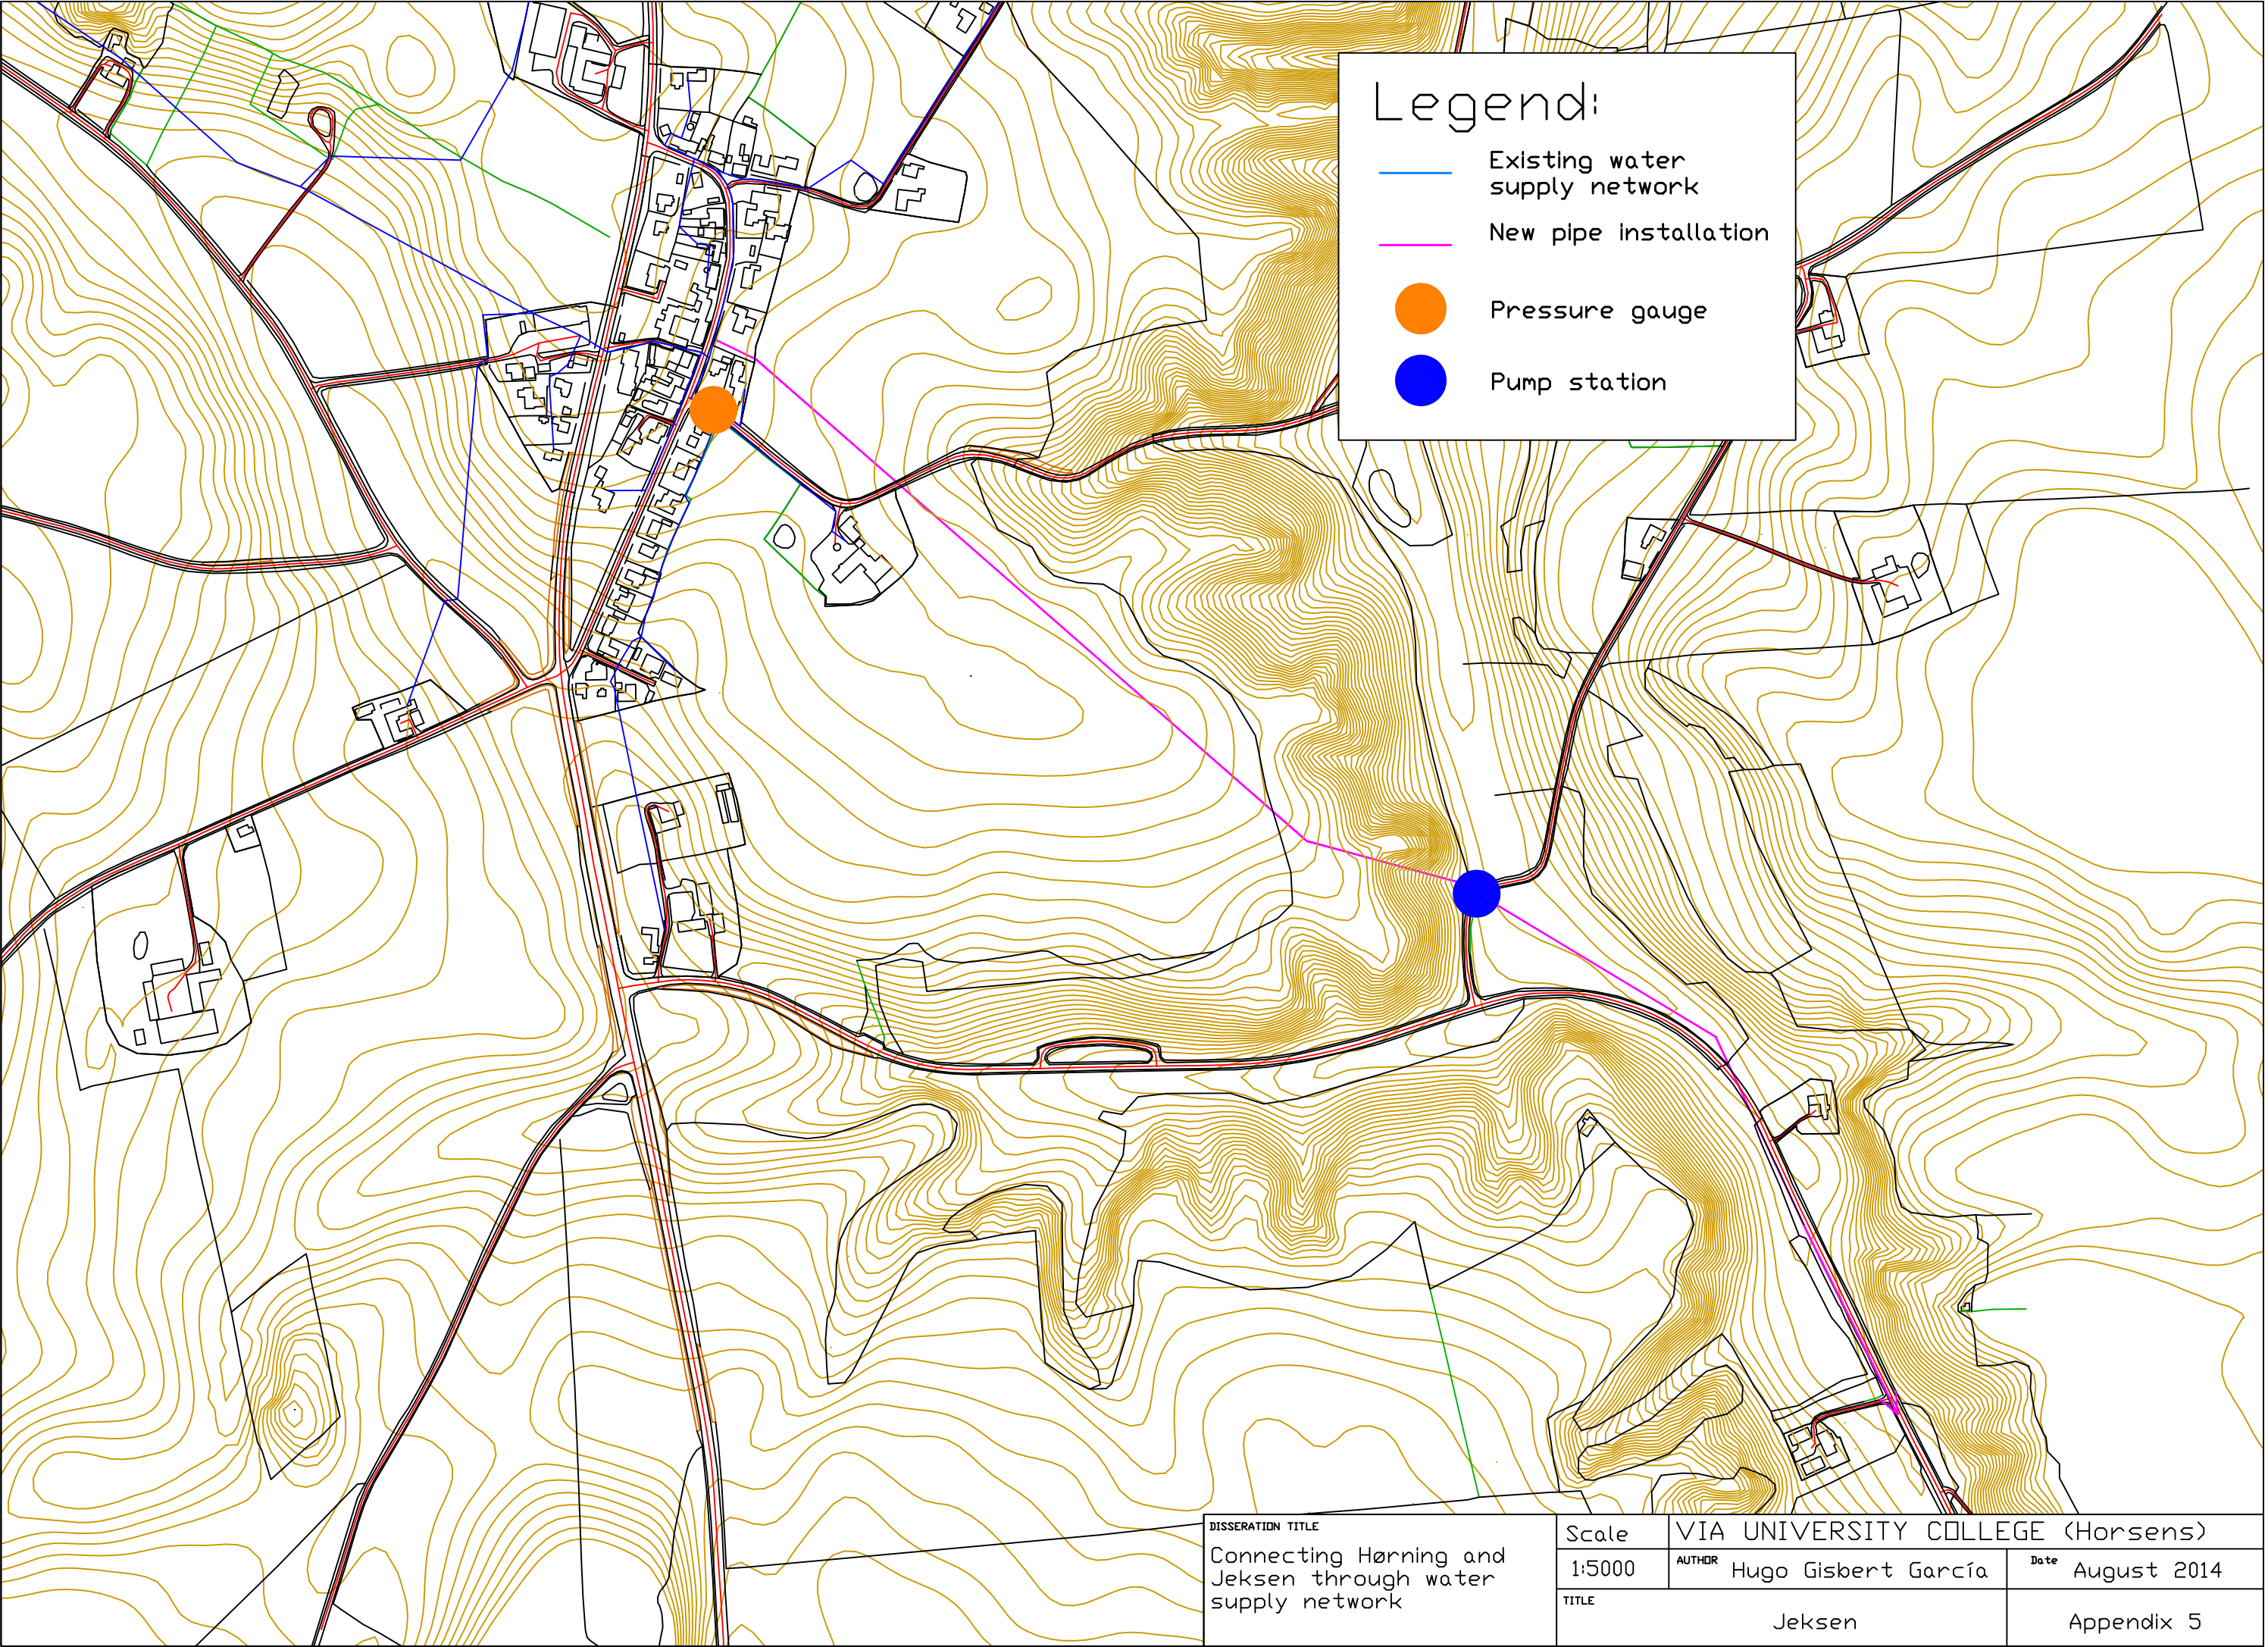 Legend:
Existing water
supply network
New pipe installation
Pressure gauge
Pump station
DISSERATION TITLE
Connecting Hørning and
Jeksen through water
supply network
Scale
1:5000
VIA UNIVERSITY COLLEGE (Horsens)
AUTHOR Hugo Gisbert García
Date August 2014
TITLE
Jeksen
Appendix 5